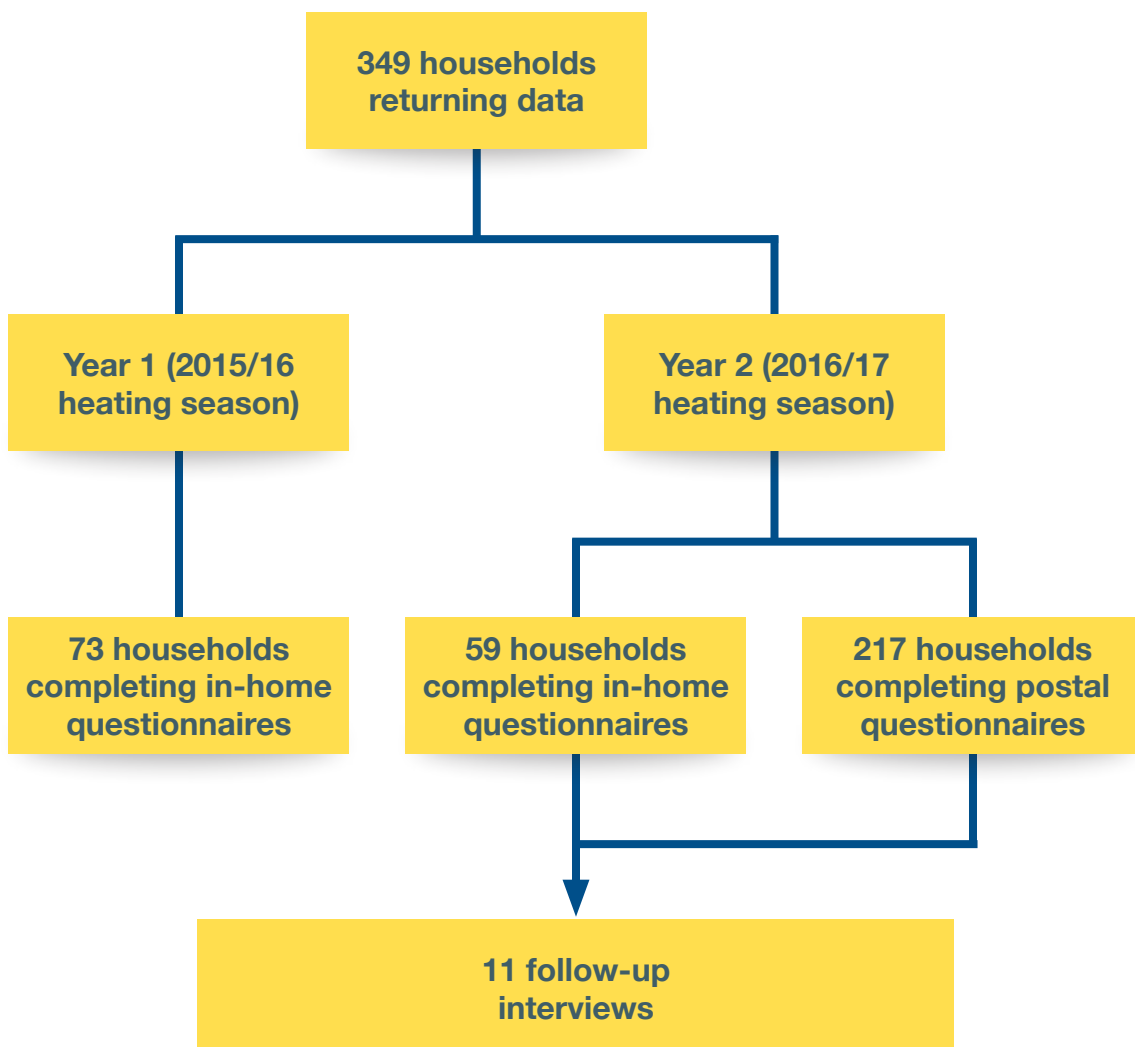 349 households
returning data
Year 1 (2015/16
heating season)
Year 2 (2016/17
heating season)
73 households
completing in-home
questionnaires
59 households
completing in-home
questionnaires
217 households
completing postal
questionnaires
11 follow-up
interviews